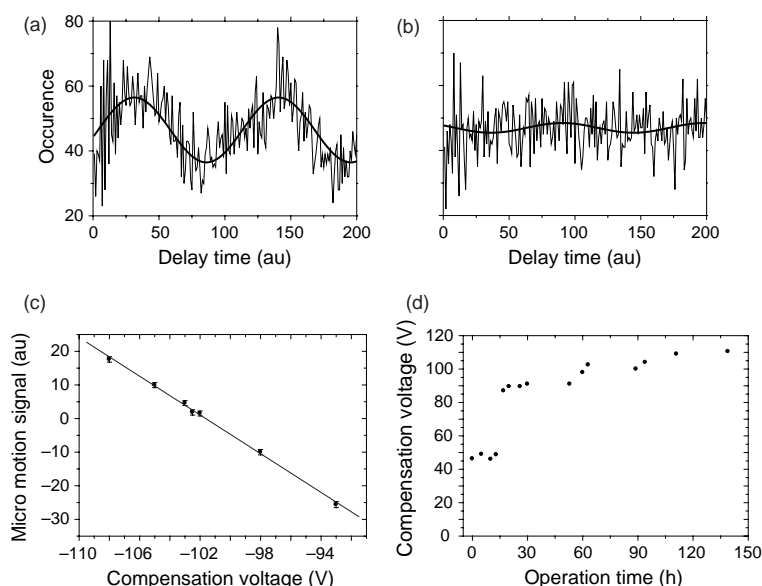 (a)
80
60
40
20
Occurence
0 50 100 150 200
Delay time (au)
(b)
0 50 100 150 200
Delay time (au)
(c)
20
10
0
–10
–20
–30
Micro motion signal (au)
–110 –106 –102 –98 –94
Compensation voltage (V)
(d)
120
100
80
60
40
20
0
Compensation voltage (V)
0 30 60 90 120 150
Operation time (h)